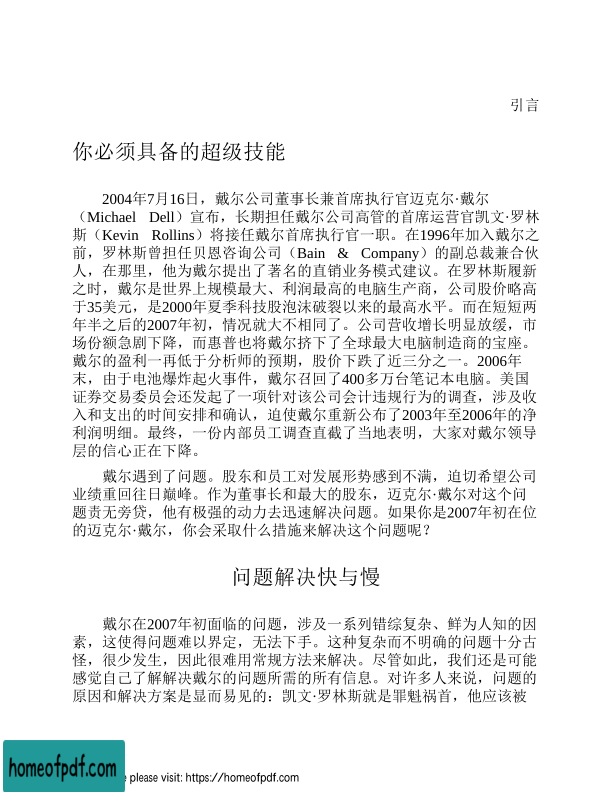 引言
你必须具备的超级技能
2004年7月16日，戴尔公司董事长兼首席执行官迈克尔·戴尔
（Michael Dell）宣布，长期担任戴尔公司高管的首席运营官凯文·罗林
斯（Kevin Rollins）将接任戴尔首席执行官一职。在1996年加入戴尔之
前，罗林斯曾担任贝恩咨询公司（Bain & Company）的副总裁兼合伙
人，在那里，他为戴尔提出了著名的直销业务模式建议。在罗林斯履新
之时，戴尔是世界上规模最大、利润最高的电脑生产商，公司股价略高
于35美元，是2000年夏季科技股泡沫破裂以来的最高水平。而在短短两
年半之后的2007年初，情况就大不相同了。公司营收增长明显放缓，市
场份额急剧下降，而惠普也将戴尔挤下了全球最大电脑制造商的宝座。
戴尔的盈利一再低于分析师的预期，股价下跌了近三分之一。2006年
末，由于电池爆炸起火事件，戴尔召回了400多万台笔记本电脑。美国
证券交易委员会还发起了一项针对该公司会计违规行为的调查，涉及收
入和支出的时间安排和确认，迫使戴尔重新公布了2003年至2006年的净
利润明细。最终，一份内部员工调查直截了当地表明，大家对戴尔领导
层的信心正在下降。
戴尔遇到了问题。股东和员工对发展形势感到不满，迫切希望公司
业绩重回往日巅峰。作为董事长和最大的股东，迈克尔·戴尔对这个问
题责无旁贷，他有极强的动力去迅速解决问题。如果你是2007年初在位
的迈克尔·戴尔，你会采取什么措施来解决这个问题呢？
问题解决快与慢
戴尔在2007年初面临的问题，涉及一系列错综复杂、鲜为人知的因
素，这使得问题难以界定，无法下手。这种复杂而不明确的问题十分古
怪，很少发生，因此很难用常规方法来解决。尽管如此，我们还是可能
感觉自己了解解决戴尔的问题所需的所有信息。对许多人来说，问题的
原因和解决方案是显而易见的：凯文·罗林斯就是罪魁祸首，他应该被
homeofpdf.com
e please visit: https://homeofpdf.com